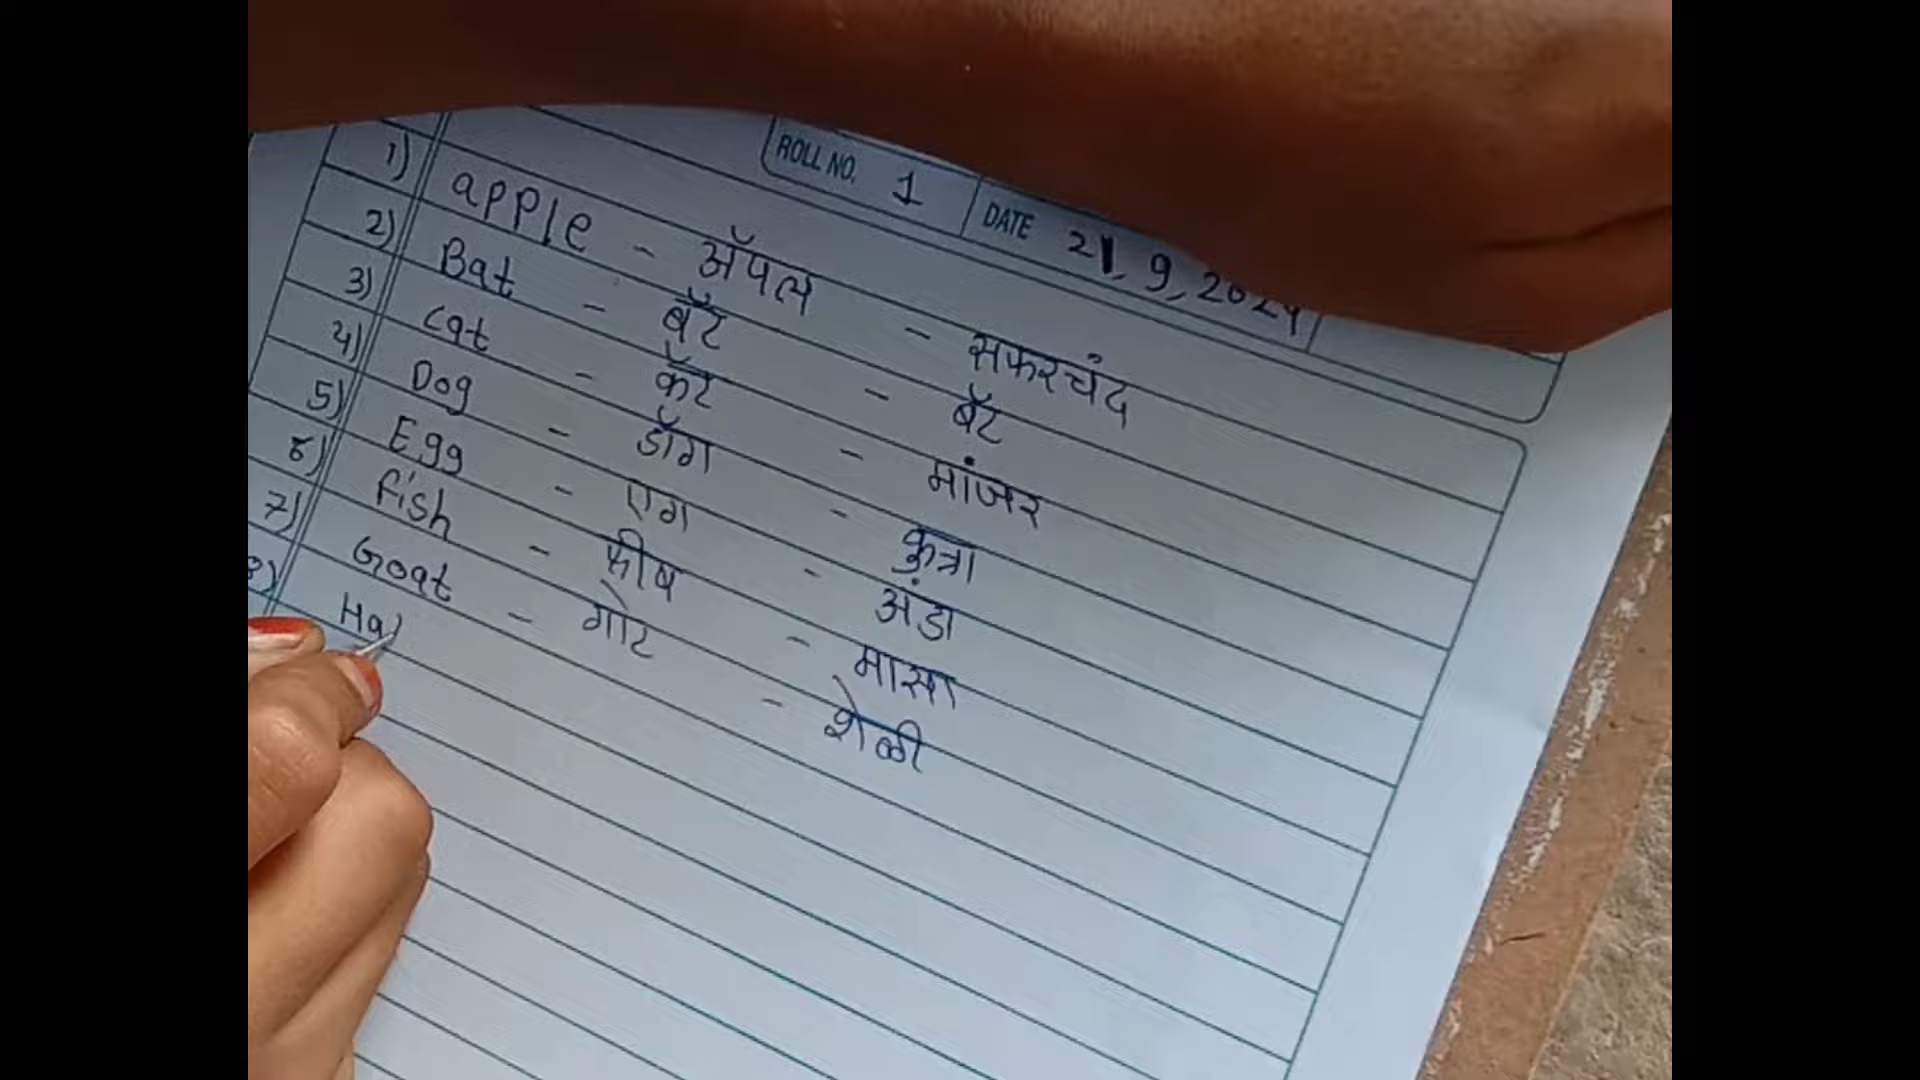 ROLL NO. 1 DATE 21, 9, 2024
1) apple - ॲपल - सफरचंद
2) Bat - बॅट - बॅट
3) cat - कॅट - मांजर
4) Dog - डॉग - कुत्रा
5) Egg - एग - अंडा
6) fish - फीष - मासा
7) Goat - गोट - शेळी
8) Ha